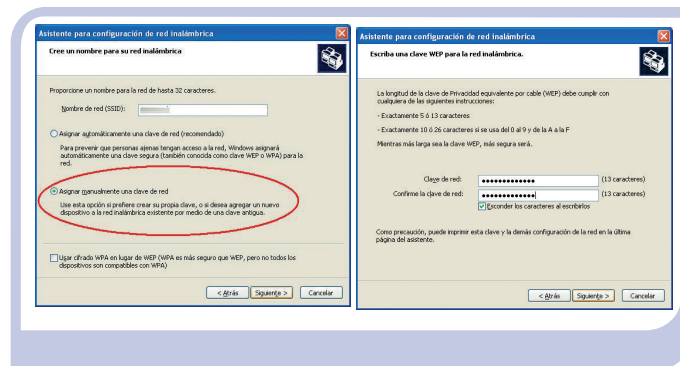 Asistente para configuración de red inalámbrica
Cree un nombre para su red inalámbrica
Proporcione un nombre para la red de hasta 32 caracteres.
Nombre de red (SSID):
Asignar automáticamente una clave de red (recomendado)
Para prevenir que personas ajenas tengan acceso a la red, Windows asignará
automáticamente una clave segura (también conocida como clave WEP o WPA) para la
red.
Asignar manualmente una clave de red
Use esta opción si prefiere crear su propia clave, o si desea agregar un nuevo
dispositivo a la red inalámbrica existente por medio de una clave antigua.
Usar cifrado WPA en lugar de WEP (WPA es más seguro que WEP, pero no todos los
dispositivos son compatibles con WPA)
< Atrás
Siguiente >
Cancelar
Asistente para configuración de red inalámbrica
Escriba una clave WEP para la red inalámbrica.
La longitud de la clave de Privacidad equivalente por cable (WEP) debe cumplir con
cualquiera de las siguientes instrucciones:
- Exactamente 5 ó 13 caracteres
- Exactamente 10 ó 26 caracteres si se usa del 0 al 9 y de la A a la F
Mientras más larga sea la clave WEP, más segura será.
Clave de red: ●●●●●●●●●●●●● (13 caracteres)
Confirme la clave de red: ●●●●●●●●●●●●● (13 caracteres)
Esconder los caracteres al escribirlos
Como precaución, puede imprimir esta clave y la demás configuración de la red en la última
página del asistente.
< Atrás
Siguiente >
Cancelar